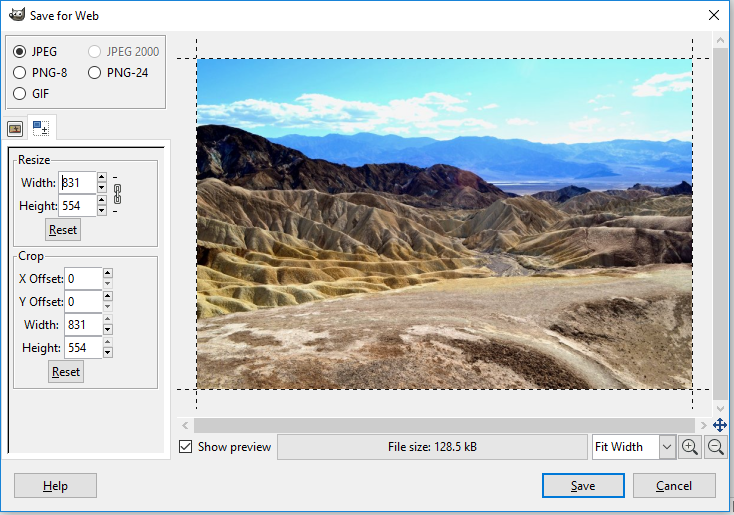 Save for Web
JPEG
JPEG 2000
PNG-8
PNG-24
GIF
Resize
Width: 831
Height: 554
Reset
Crop
X Offset: 0
Y Offset: 0
Width: 831
Height: 554
Reset
Show preview
File size: 128.5 kB
Fit Width
Help
Save
Cancel